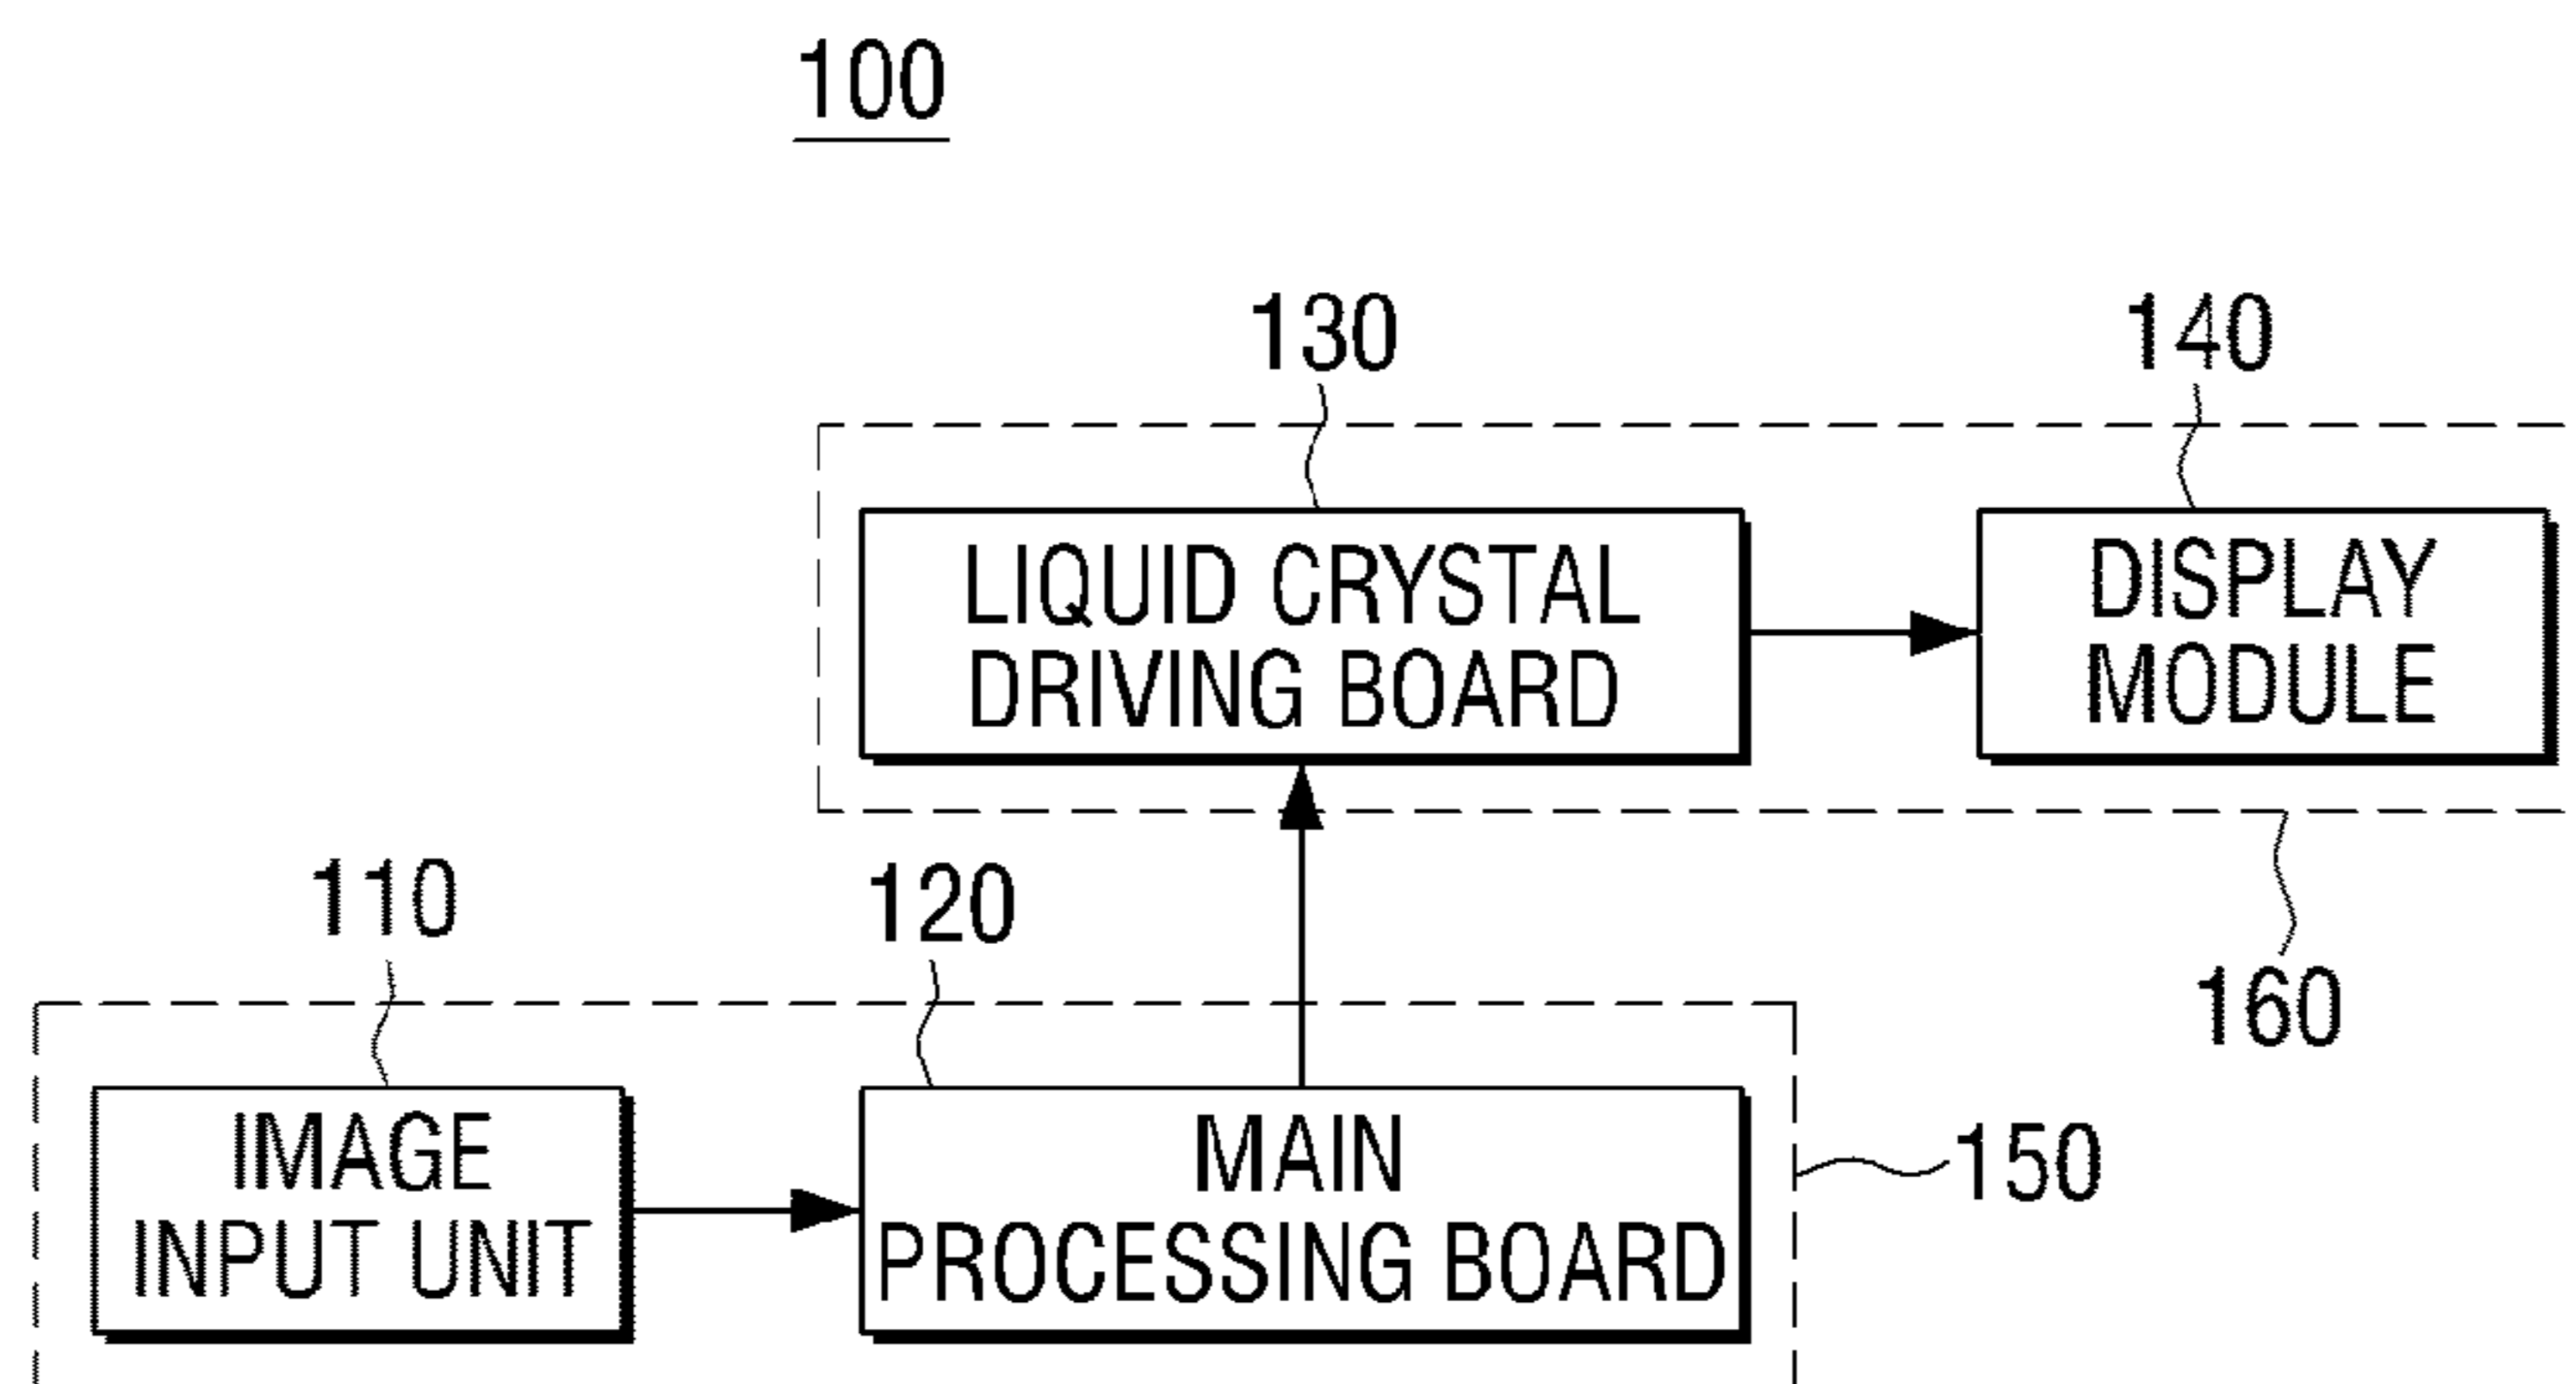 100
130
140
LIQUID CRYSTAL
DRIVING BOARD
DISPLAY
MODULE
110
120
160
IMAGE
INPUT UNIT
MAIN
PROCESSING BOARD
150